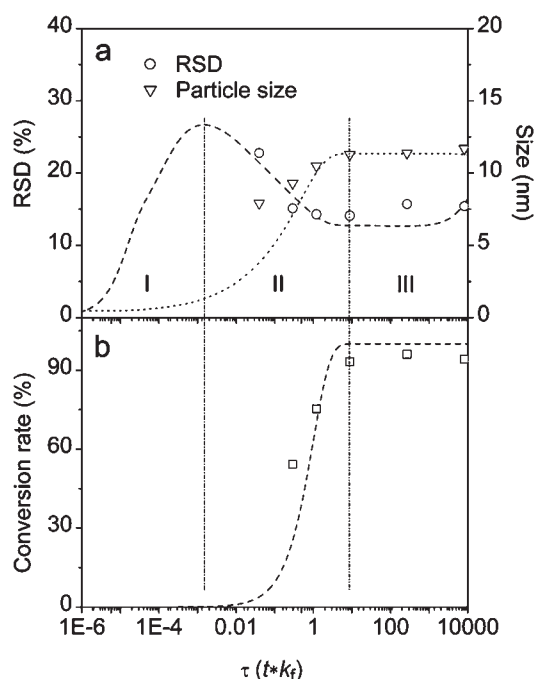 a
RSD
Particle size
RSD (%)
40
30
20
10
0
20
15
10
5
0
Size (nm)
I
II
III
b
Conversion rate (%)
90
60
30
0
1E-6
1E-4
0.01
1
100
10000
τ (t*kf)